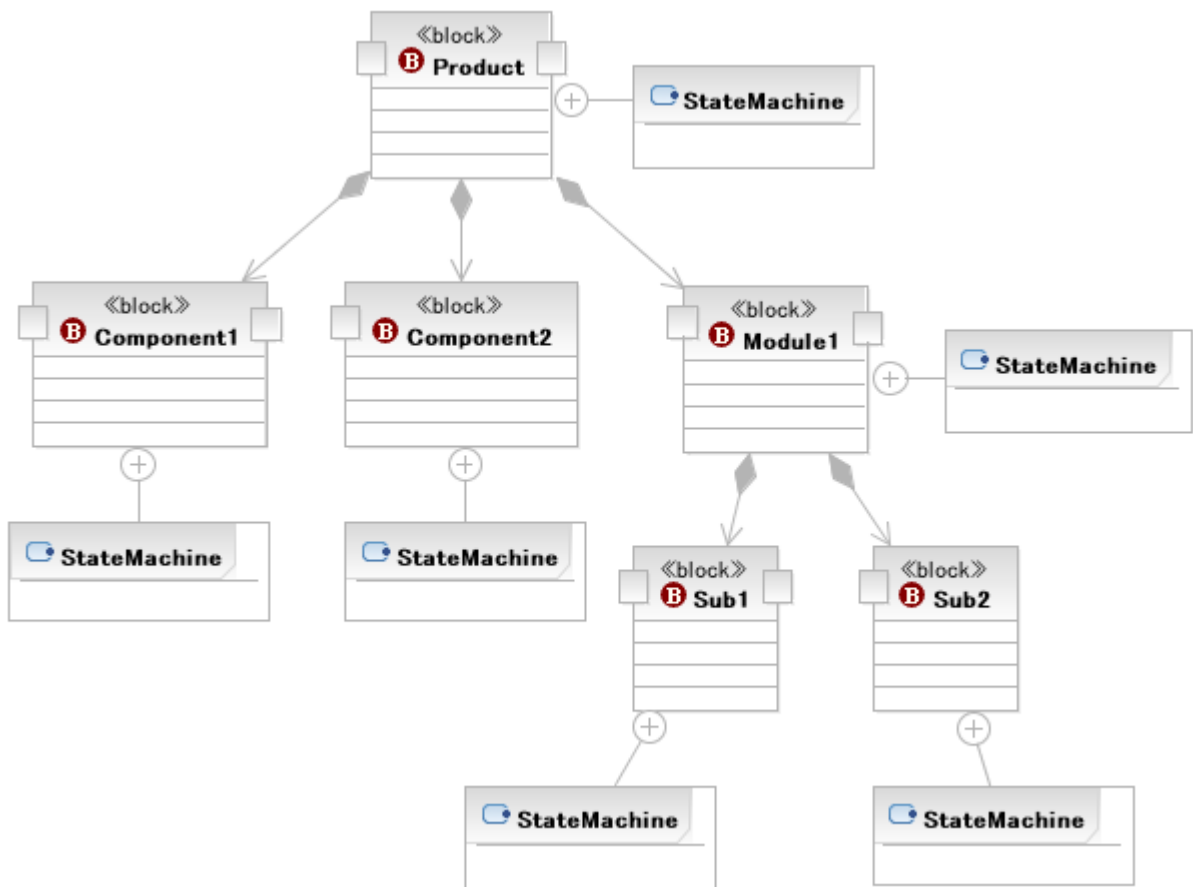 ≪block≫
B Product
StateMachine
≪block≫
B Component1
≪block≫
B Component2
≪block≫
B Module1
StateMachine
StateMachine
StateMachine
≪block≫
B Sub1
≪block≫
B Sub2
StateMachine
StateMachine